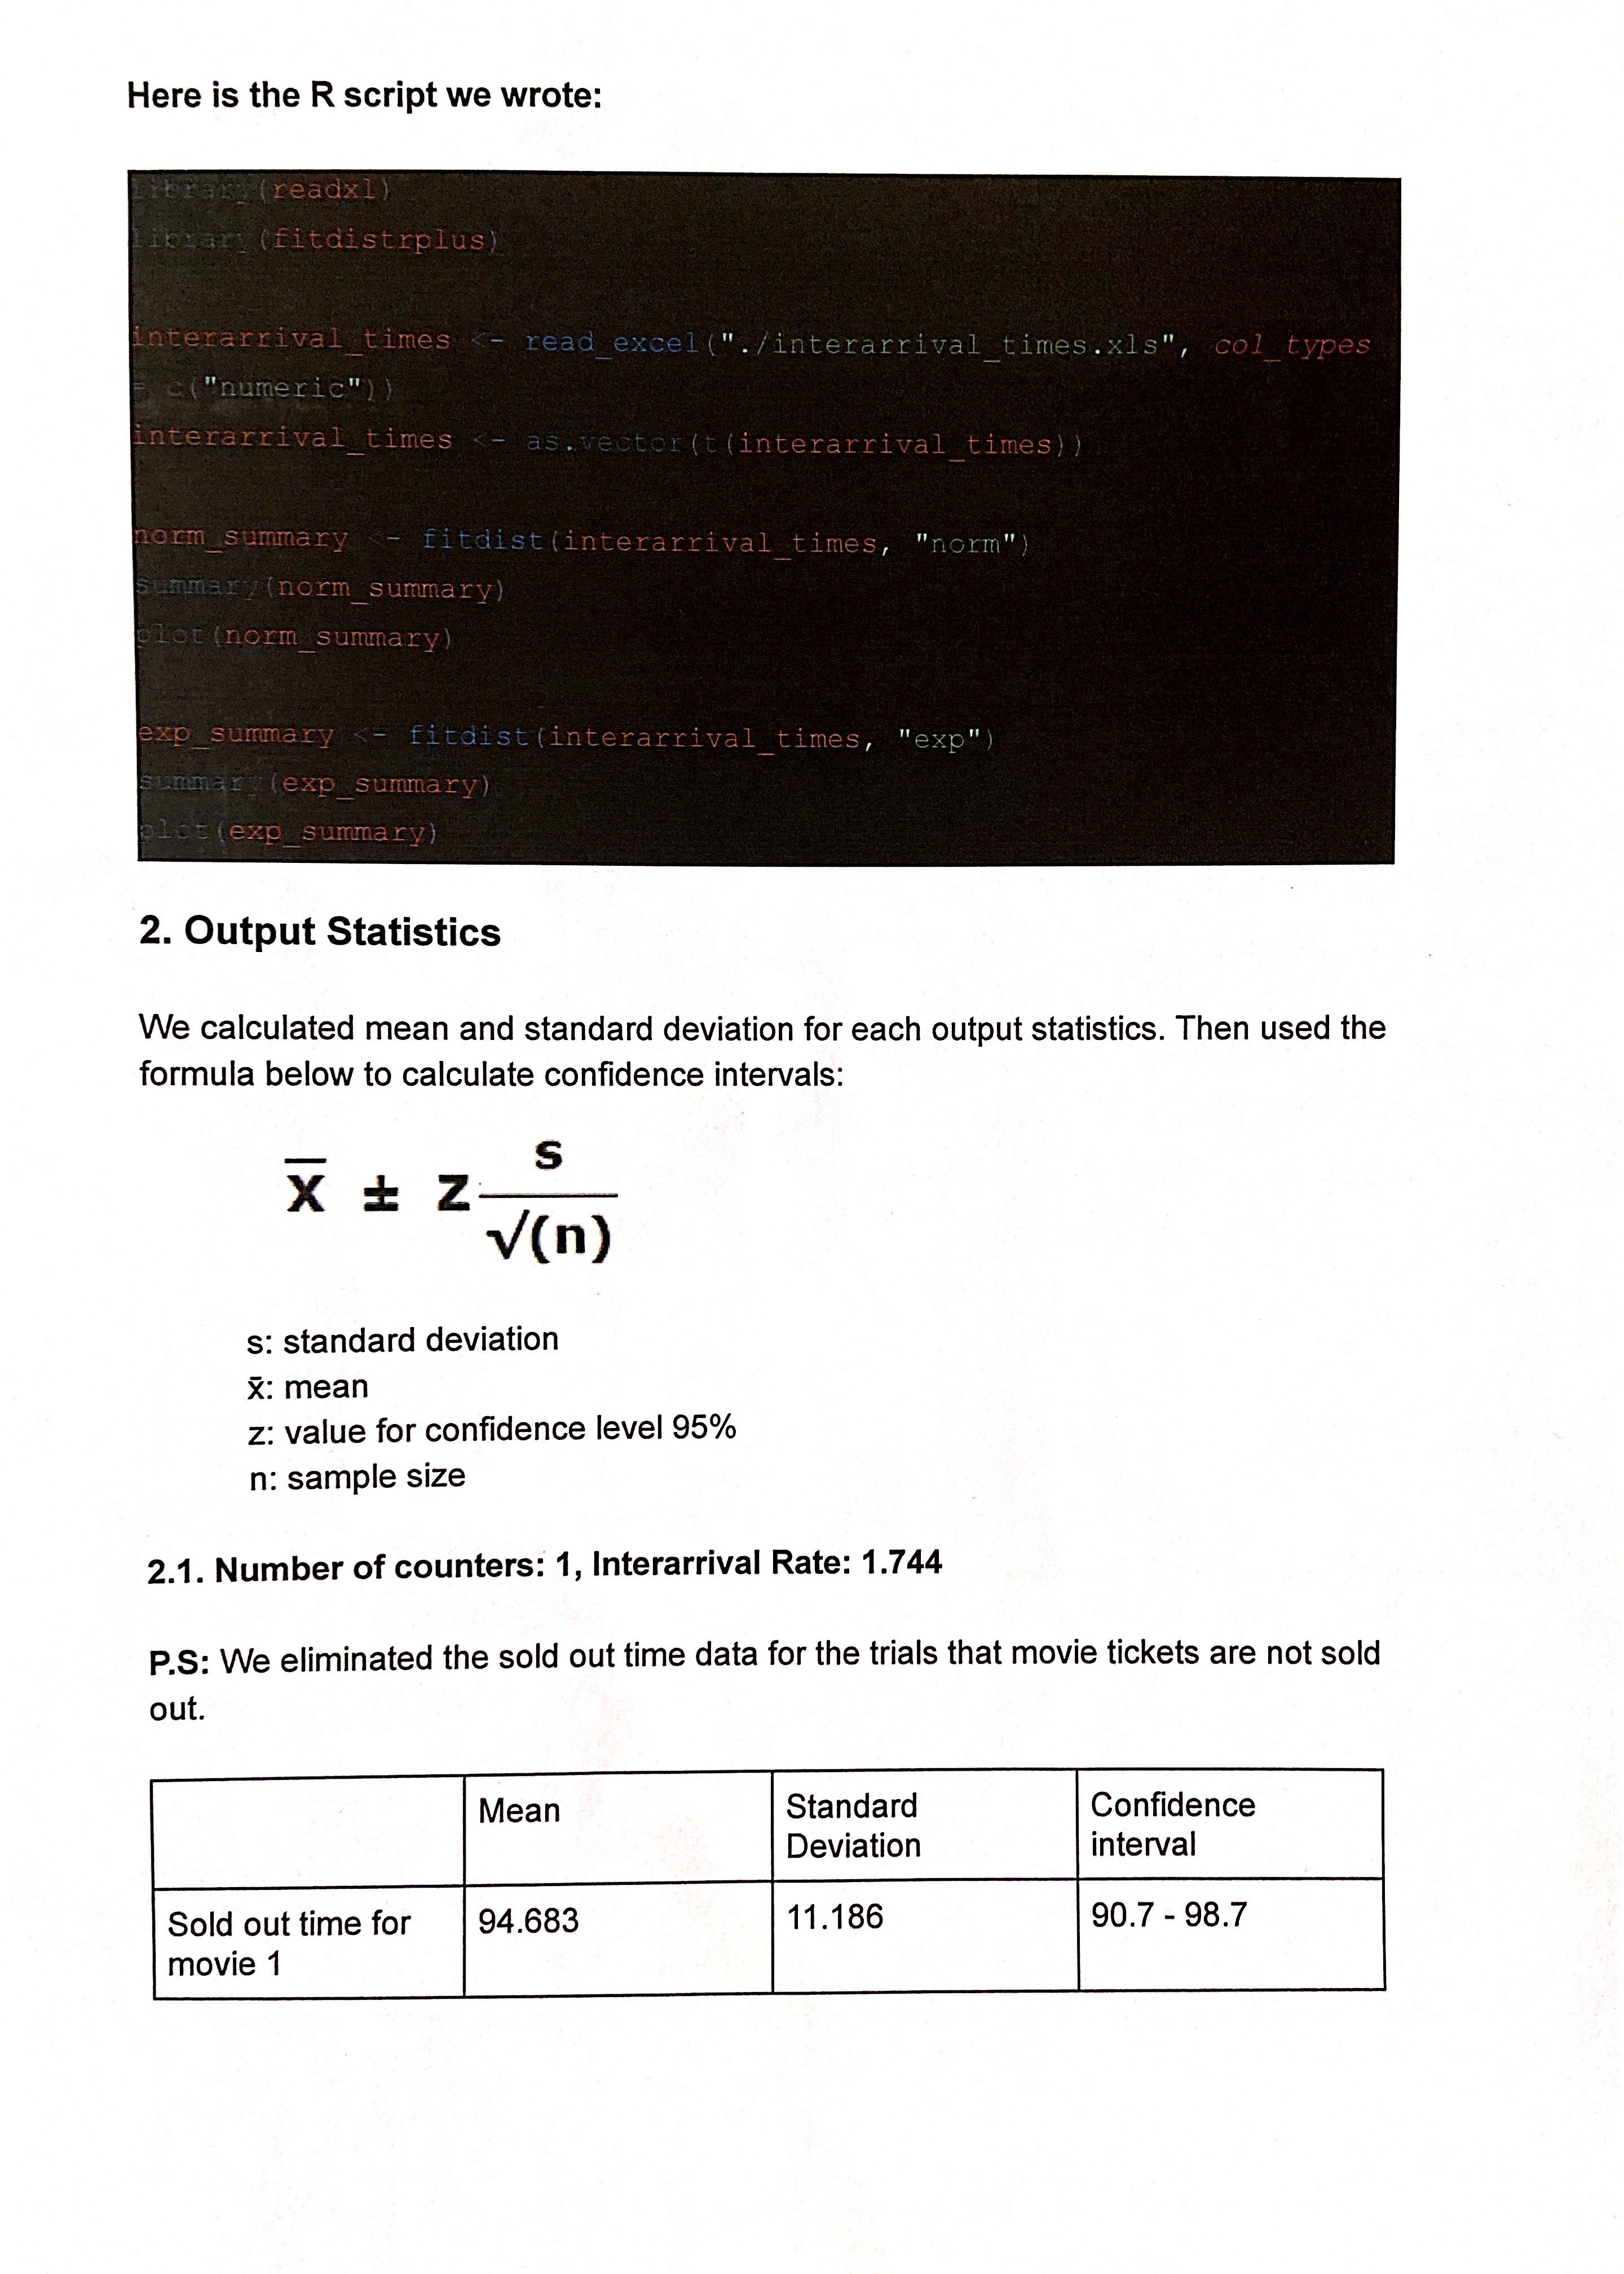 Here is the R script we wrote:
library(readxl)
library(fitdistrplus)
interarrival_times <- read_excel("./interarrival_times.xls", col_types
= c("numeric"))
interarrival_times <- as.vector(t(interarrival_times))
norm_summary <- fitdist(interarrival_times, "norm")
summary(norm_summary)
plot(norm_summary)
exp_summary <- fitdist(interarrival_times, "exp")
summary(exp_summary)
plot(exp_summary)
2. Output Statistics
We calculated mean and standard deviation for each output statistics. Then used the
formula below to calculate confidence intervals:
x̄ ± z s
√(n)
s: standard deviation
x̄: mean
z: value for confidence level 95%
n: sample size
2.1. Number of counters: 1, Interarrival Rate: 1.744
P.S: We eliminated the sold out time data for the trials that movie tickets are not sold
out.
Mean
Standard
Deviation
Confidence
interval
Sold out time for
movie 1
94.683
11.186
90.7 - 98.7